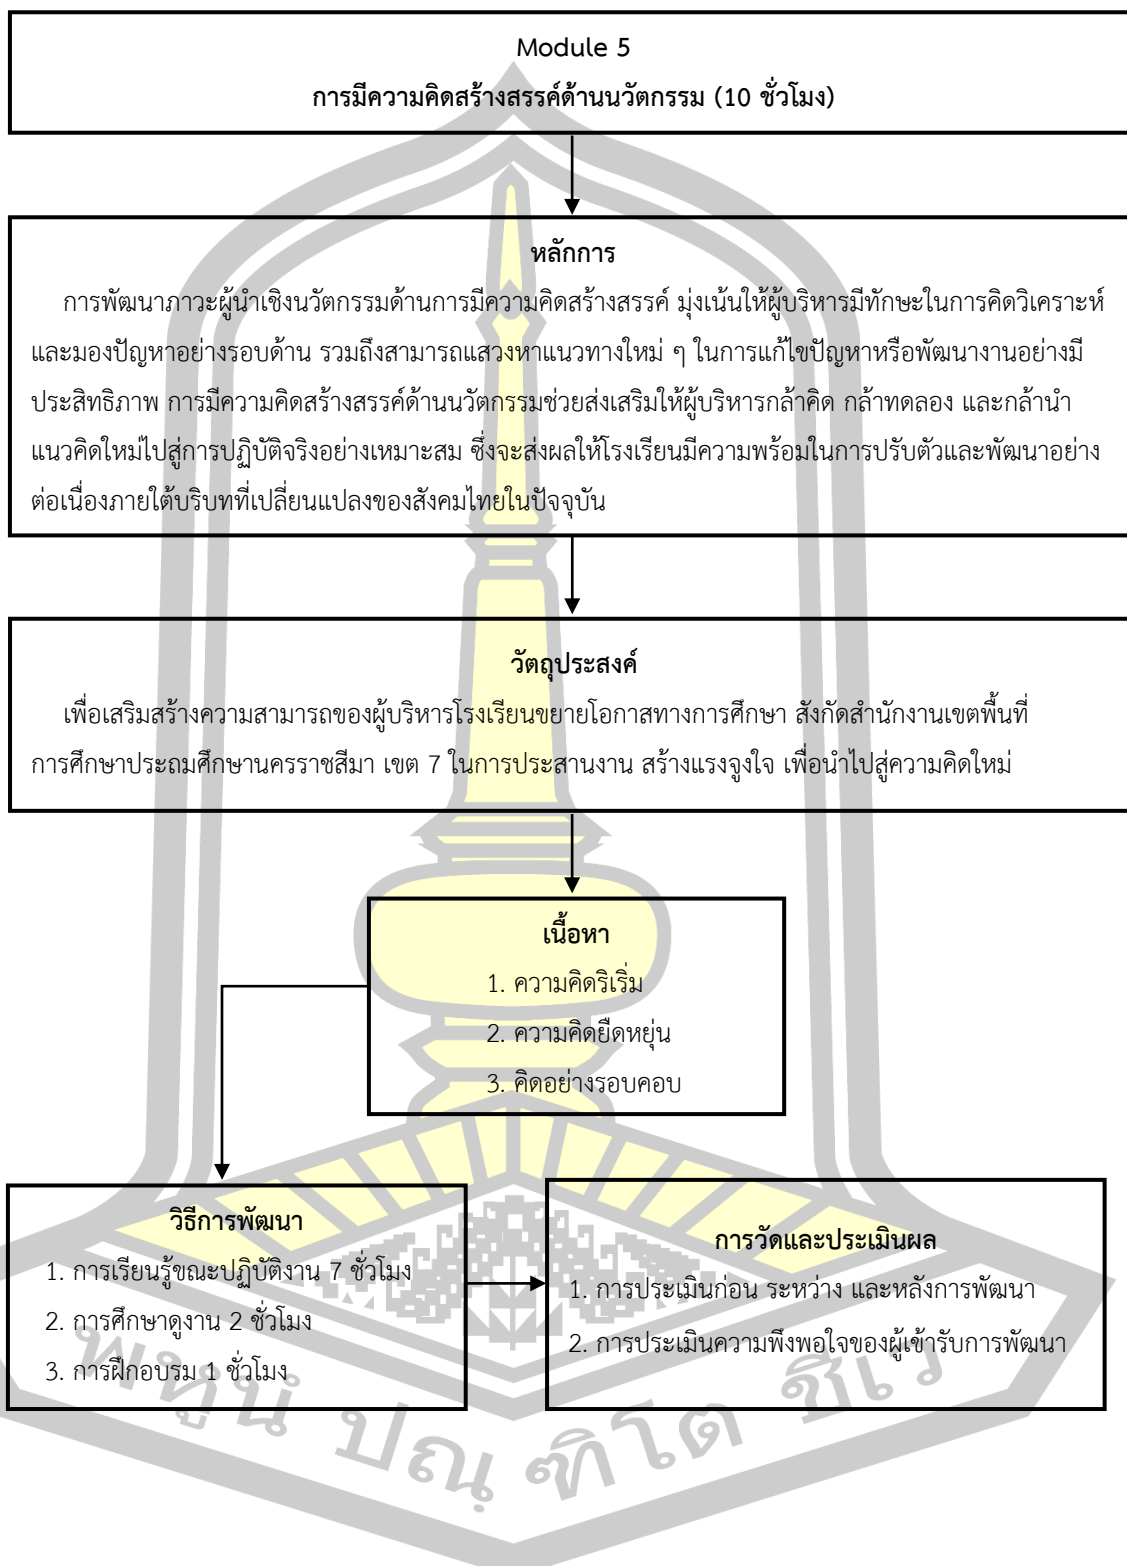 Module 5
การมีความคิดสร้างสรรค์ด้านนวัตกรรม (10 ชั่วโมง)
หลักการ
การพัฒนาภาวะผู้นำเชิงนวัตกรรมด้านการมีความคิดสร้างสรรค์ มุ่งเน้นให้ผู้บริหารมีทักษะในการคิดวิเคราะห์
และมองปัญหาอย่างรอบด้าน รวมถึงสามารถแสวงหาแนวทางใหม่ ๆ ในการแก้ไขปัญหาหรือพัฒนางานอย่างมี
ประสิทธิภาพ การมีความคิดสร้างสรรค์ด้านนวัตกรรมช่วยส่งเสริมให้ผู้บริหารกล้าคิด กล้าทดลอง และกล้านำ
แนวคิดใหม่ไปสู่การปฏิบัติจริงอย่างเหมาะสม ซึ่งจะส่งผลให้โรงเรียนมีความพร้อมในการปรับตัวและพัฒนาอย่าง
ต่อเนื่องภายใต้บริบทที่เปลี่ยนแปลงของสังคมไทยในปัจจุบัน
วัตถุประสงค์
เพื่อเสริมสร้างความสามารถของผู้บริหารโรงเรียนขยายโอกาสทางการศึกษา สังกัดสำนักงานเขตพื้นที่
การศึกษาประถมศึกษานครราชสีมา เขต 7 ในการประสานงาน สร้างแรงจูงใจ เพื่อนำไปสู่ความคิดใหม่
เนื้อหา
1. ความคิดริเริ่ม
2. ความคิดยืดหยุ่น
3. คิดอย่างรอบคอบ
วิธีการพัฒนา
1. การเรียนรู้ขณะปฏิบัติงาน 7 ชั่วโมง
2. การศึกษาดูงาน 2 ชั่วโมง
3. การฝึกอบรม 1 ชั่วโมง
การวัดและประเมินผล
1. การประเมินก่อน ระหว่าง และหลังการพัฒนา
2. การประเมินความพึงพอใจของผู้เข้ารับการพัฒนา
พหูนํ ปณฺฑิโต ชีเว